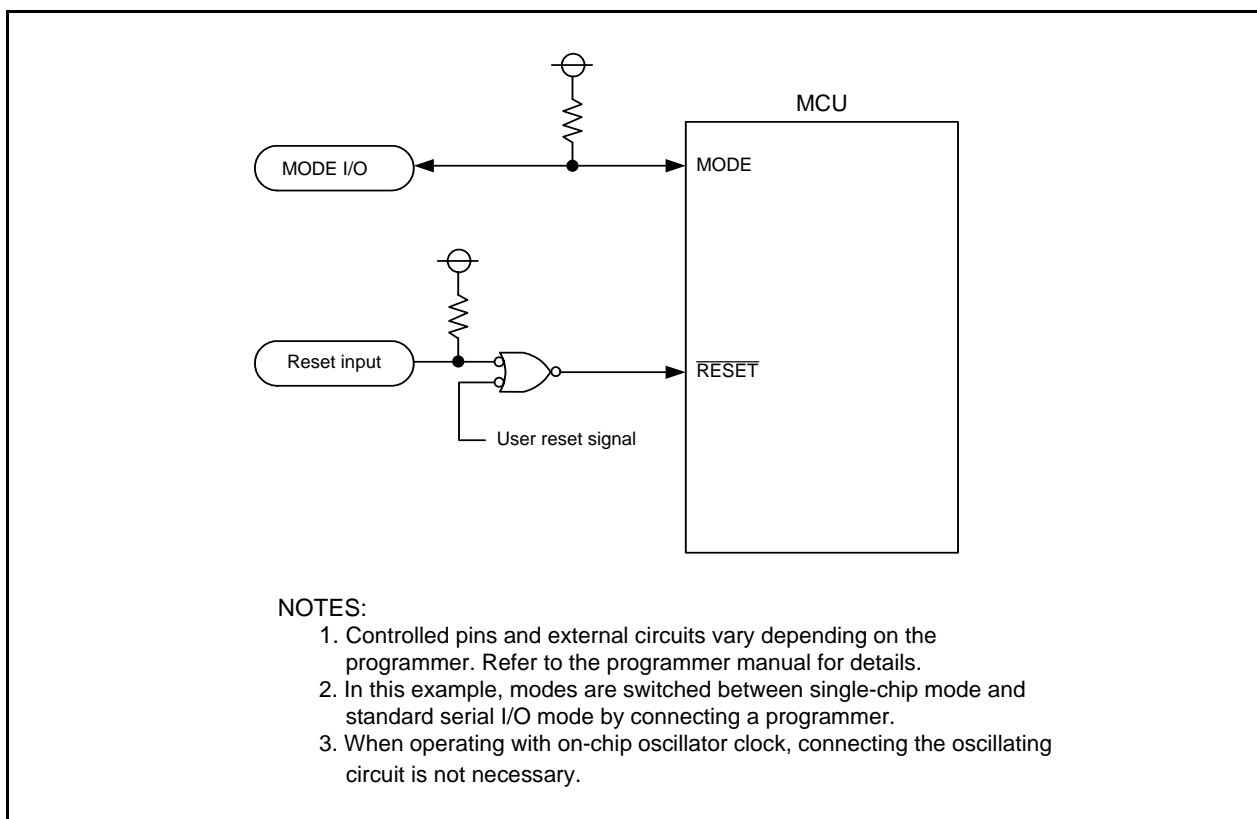 MCU
MODE I/O
MODE
Reset input
RESET
User reset signal
NOTES:
1. Controlled pins and external circuits vary depending on the
programmer. Refer to the programmer manual for details.
2. In this example, modes are switched between single-chip mode and
standard serial I/O mode by connecting a programmer.
3. When operating with on-chip oscillator clock, connecting the oscillating
circuit is not necessary.